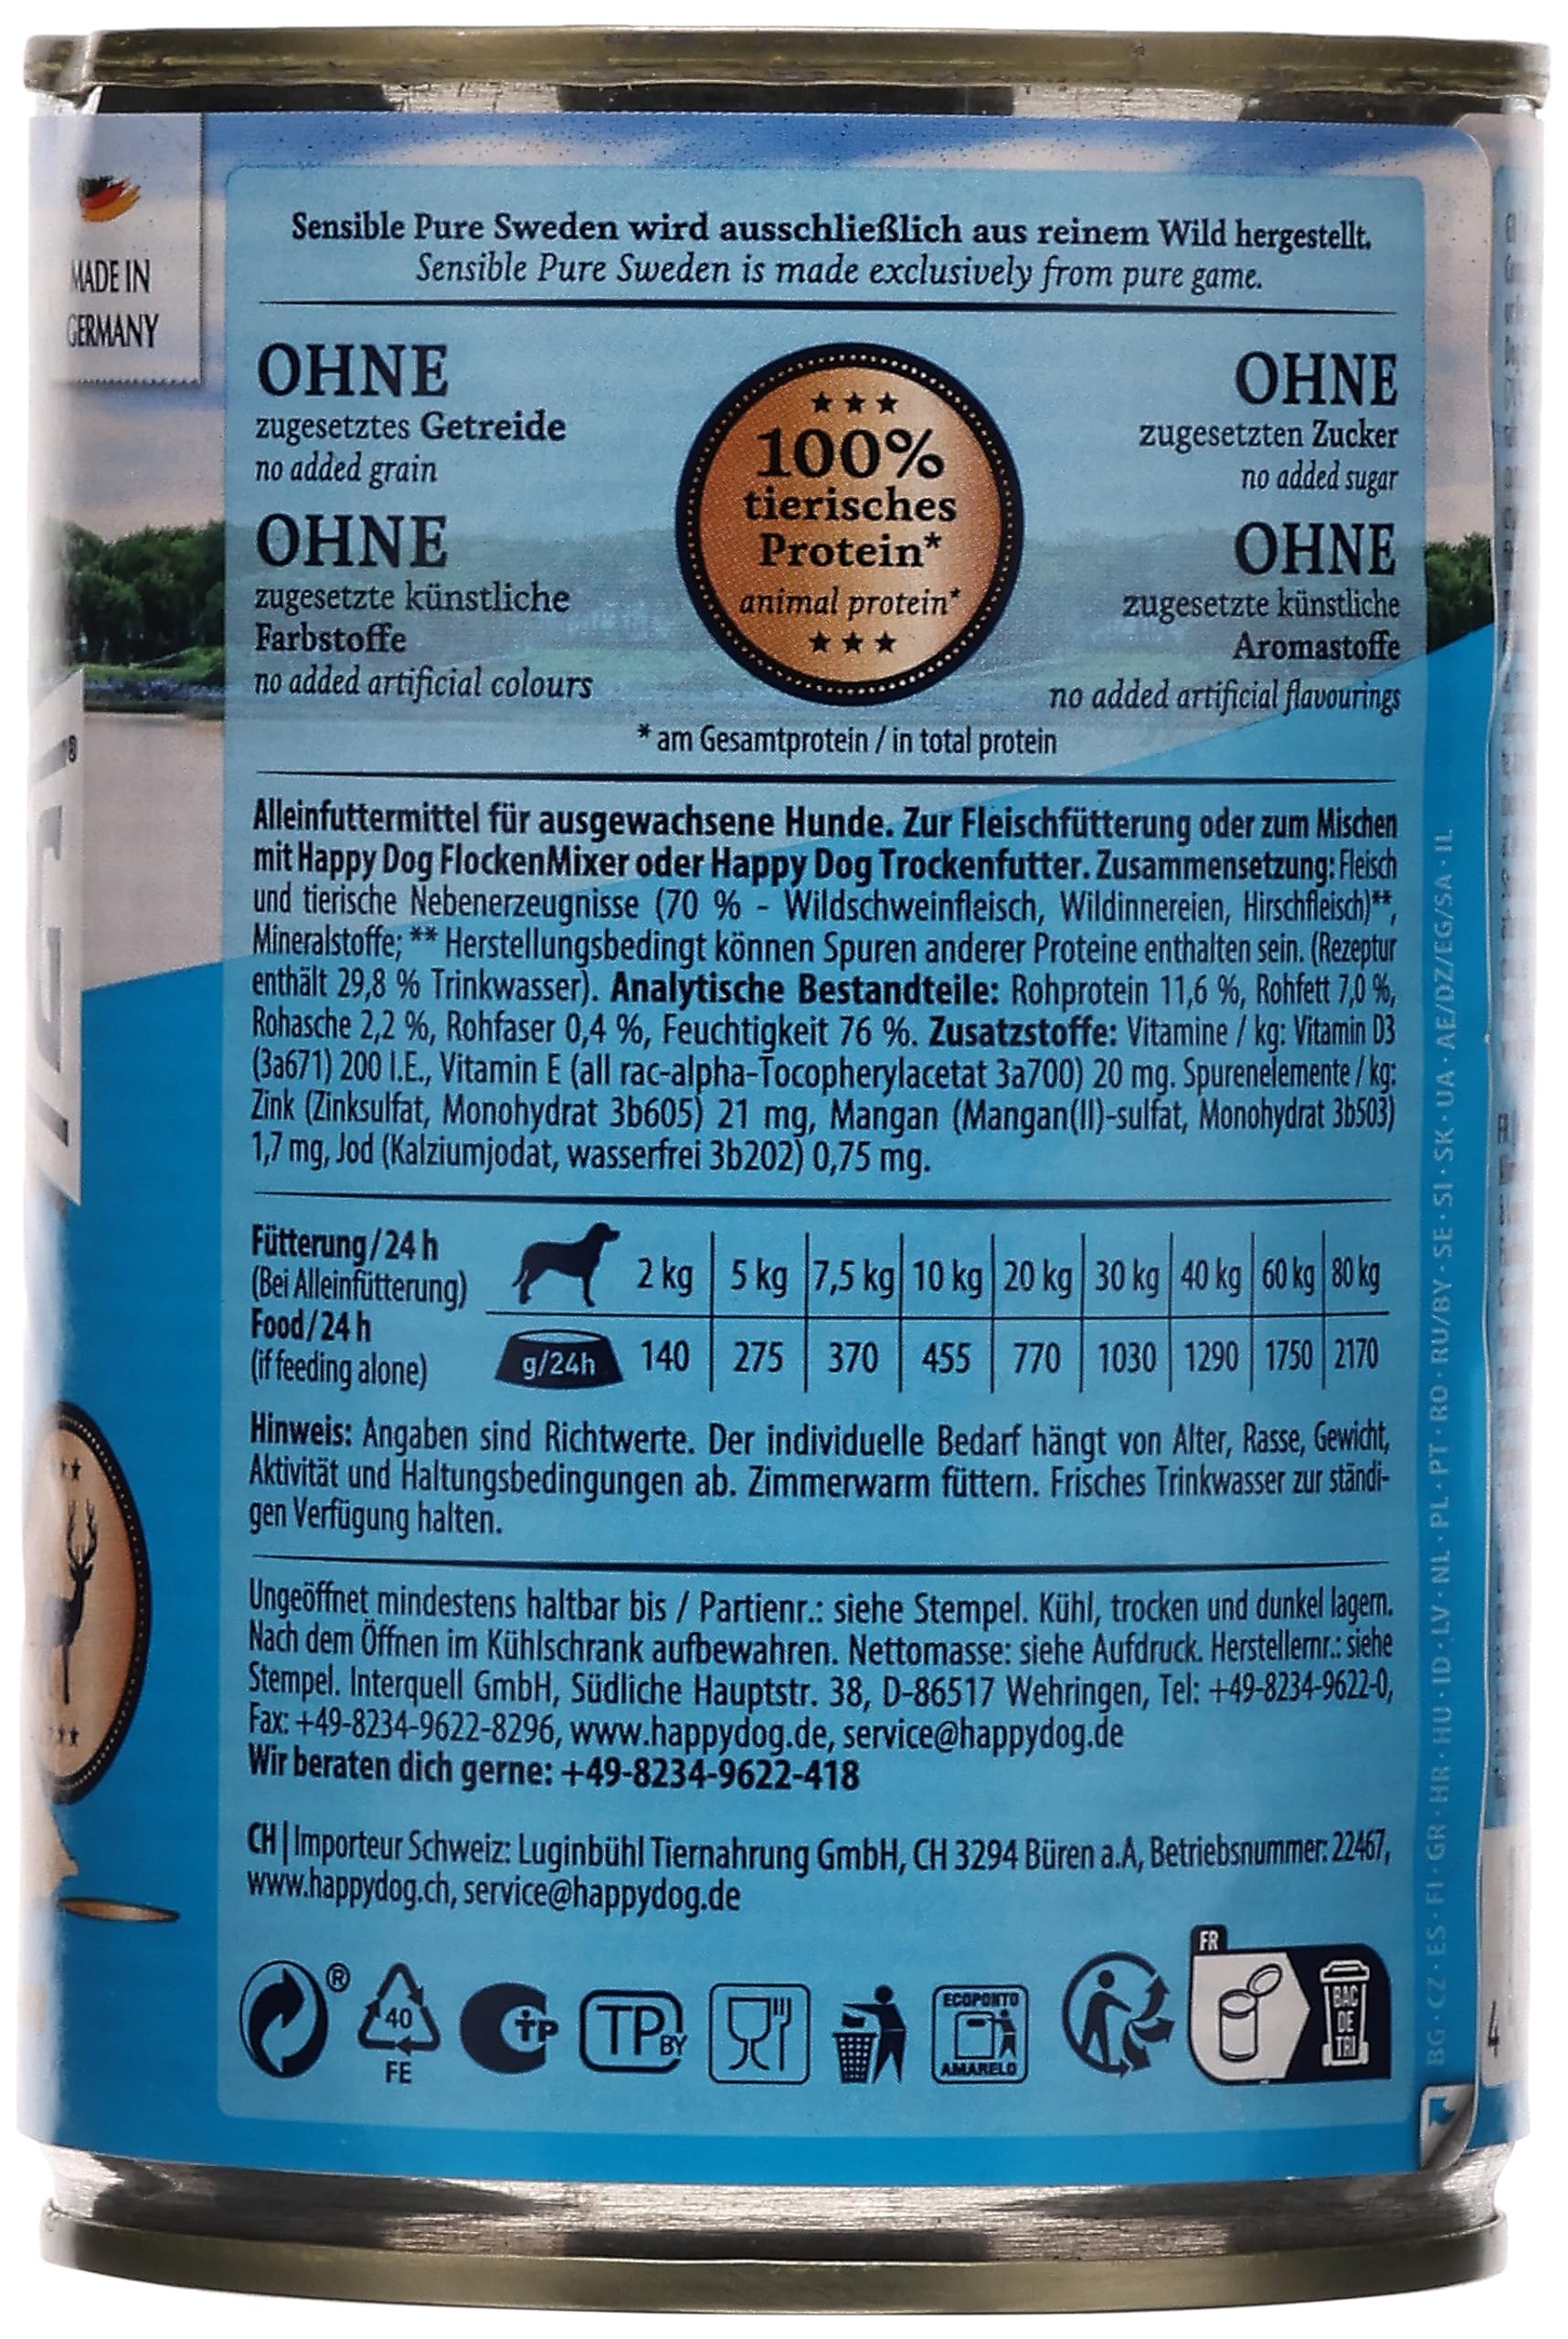 MADE IN
GERMANY
Sensible Pure Sweden wird ausschließlich aus reinem Wild hergestellt.
Sensible Pure Sweden is made exclusively from pure game.
OHNE
zugesetztes Getreide
no added grain
OHNE
zugesetzte künstliche
Farbstoffe
no added artificial colours
100%
tierisches
Protein*
animal protein*
OHNE
zugesetzten Zucker
no added sugar
OHNE
zugesetzte künstliche
Aromastoffe
no added artificial flavourings
* am Gesamtprotein / in total protein
®
Alleinfuttermittel für ausgewachsene Hunde. Zur Fleischfütterung oder zum Mischen
mit Happy Dog FlockenMixer oder Happy Dog Trockenfutter. Zusammensetzung: Fleisch
und tierische Nebenerzeugnisse (70 % - Wildschweinfleisch, Wildinnereien, Hirschfleisch)**,
Mineralstoffe; ** Herstellungsbedingt können Spuren anderer Proteine enthalten sein. (Rezeptur
enthält 29,8 % Trinkwasser). Analytische Bestandteile: Rohprotein 11,6 %, Rohfett 7,0 %,
Rohasche 2,2 %, Rohfaser 0,4 %, Feuchtigkeit 76 %. Zusatzstoffe: Vitamine / kg: Vitamin D3
(3a671) 200 I.E., Vitamin E (all rac-alpha-Tocopherylacetat 3a700) 20 mg. Spurenelemente / kg:
Zink (Zinksulfat, Monohydrat 3b605) 21 mg, Mangan (Mangan(II)-sulfat, Monohydrat 3b503)
1,7 mg, Jod (Kalziumjodat, wasserfrei 3b202) 0,75 mg.
Fütterung/24 h
(Bei Alleinfütterung)
Food/24 h
(if feeding alone)
2 kg 5 kg 7,5 kg 10 kg 20 kg 30 kg 40 kg 60 kg 80 kg
g/24h 140 275 370 455 770 1030 1290 1750 2170
Hinweis: Angaben sind Richtwerte. Der individuelle Bedarf hängt von Alter, Rasse, Gewicht,
Aktivität und Haltungsbedingungen ab. Zimmerwarm füttern. Frisches Trinkwasser zur ständi-
gen Verfügung halten.
Ungeöffnet mindestens haltbar bis / Partienr.: siehe Stempel. Kühl, trocken und dunkel lagern.
Nach dem Öffnen im Kühlschrank aufbewahren. Nettomasse: siehe Aufdruck. Herstellernr.: siehe
Stempel. Interquell GmbH, Südliche Hauptstr. 38, D-86517 Wehringen, Tel: +49-8234-9622-0,
Fax: +49-8234-9622-8296, www.happydog.de, service@happydog.de
Wir beraten dich gerne: +49-8234-9622-418
CH | Importeur Schweiz: Luginbühl Tiernahrung GmbH, CH 3294 Büren a.A, Betriebsnummer: 22467,
www.happydog.ch, service@happydog.de
®
40
FE
TP
TP BY
ECOPONTO
AMARELO
FR
BAC
DE
TRI
BG · CZ · ES · FI · GR · HR · HU · ID · LV · NL · PL · PT · RO · RU/BY · SE · SI · SK · UA · AE/DZ/EG/SA · IL
4